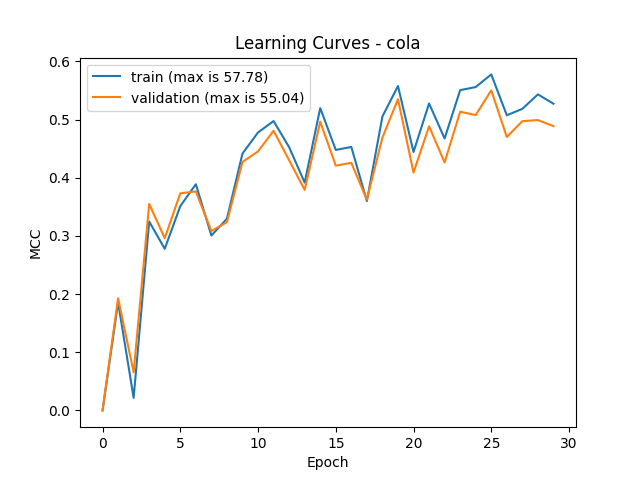 Learning Curves - cola
train (max is 57.78)
validation (max is 55.04)
MCC
0.6
0.5
0.4
0.3
0.2
0.1
0.0
0 5 10 15 20 25 30
Epoch